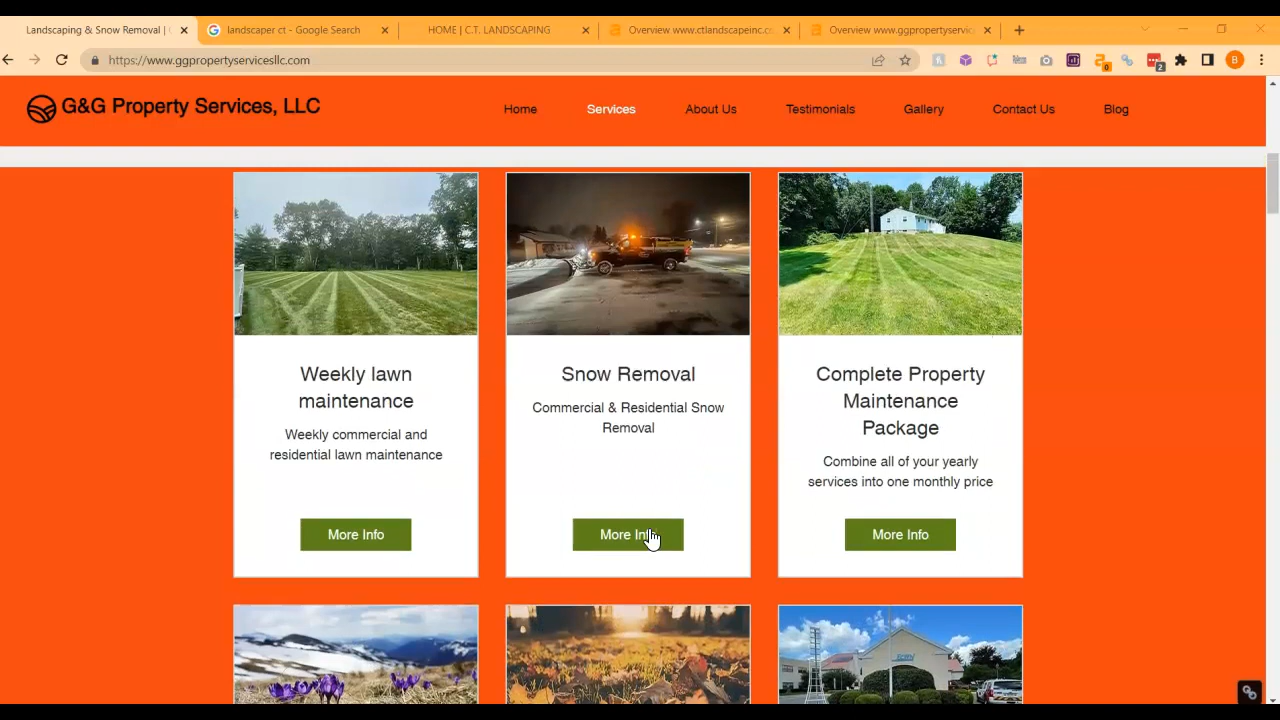 Landscaping & Snow Removal |
landscaper ct - Google Search
HOME | C.T. LANDSCAPING
Overview www.ctlandscapeinc.c
Overview www.ggpropertyservic
https://www.ggpropertyservicesllc.com
0
2
B
G&G Property Services, LLC
Home
Services
About Us
Testimonials
Gallery
Contact Us
Blog
Weekly lawn
maintenance
Weekly commercial and
residential lawn maintenance
More Info
Snow Removal
Commercial & Residential Snow
Removal
More Info
Complete Property
Maintenance
Package
Combine all of your yearly
services into one monthly price
More Info